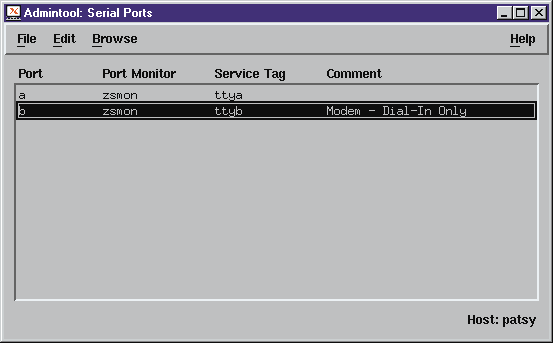 Admintool: Serial Ports
File Edit Browse Help
Port Port Monitor Service Tag Comment
a zsmon ttya
b zsmon ttyb Modem - Dial-In Only
Host: patsy